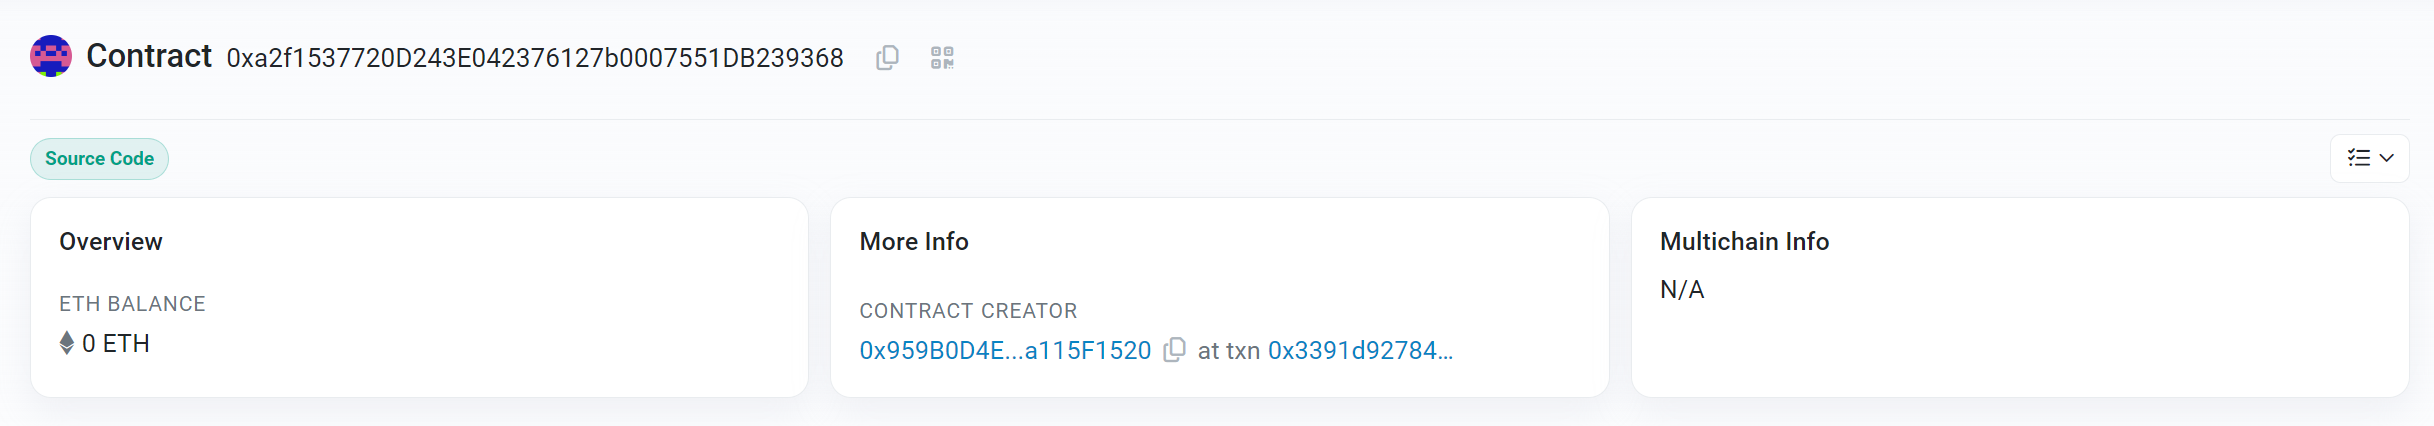 Contract 0xa2f1537720D243E042376127b0007551DB239368
Source Code
Overview
ETH BALANCE
0 ETH
More Info
CONTRACT CREATOR
0x959B0D4E...a115F1520 at txn 0x3391d92784...
Multichain Info
N/A